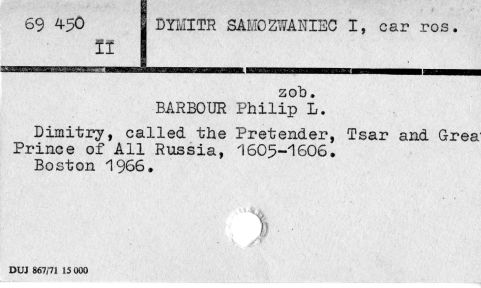 69 450
II
DYMITR SAMOZWANIEC I, car ros.
zob.
BARBOUR Philip L.
Dimitry, called the Pretender, Tsar and Grea
Prince of All Russia, 1605-1606.
Boston 1966.
DUJ 867/71 15 000